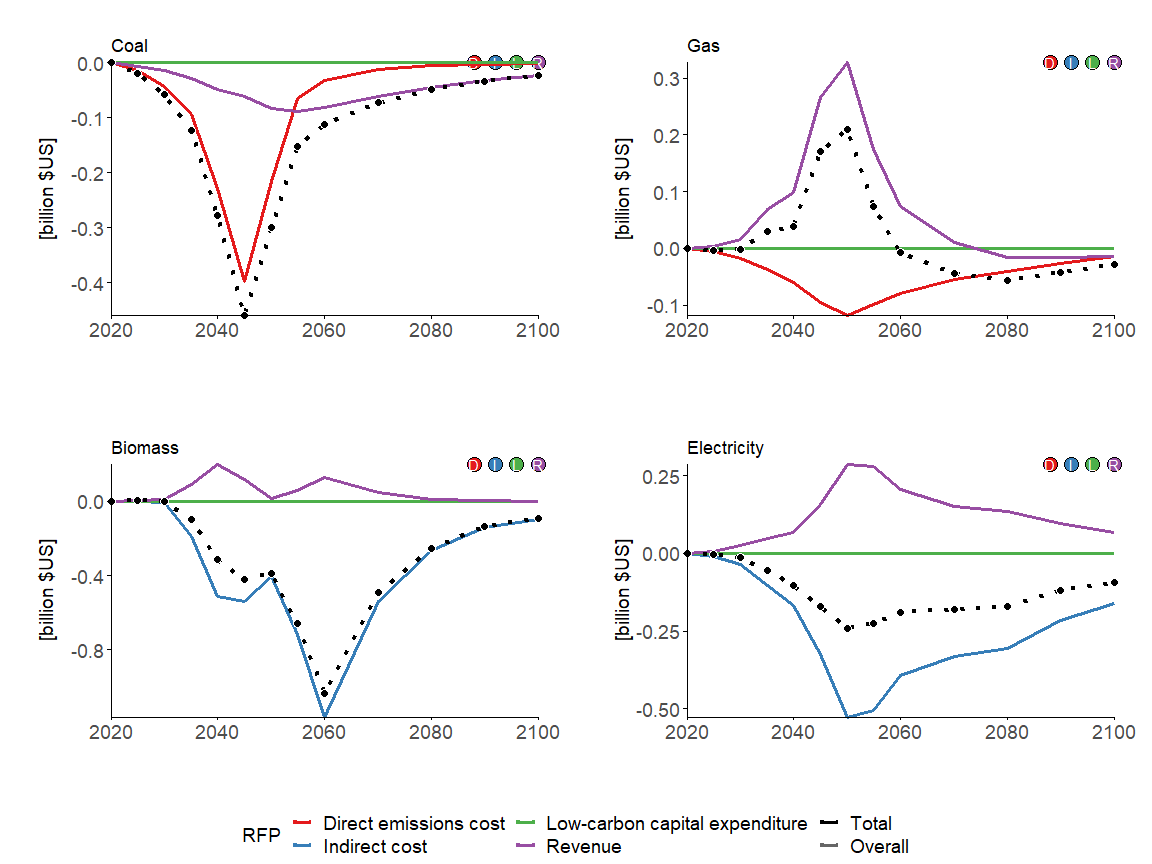 Coal
D I L R
[billion $US]
0.0
-0.1
-0.2
-0.3
-0.4
2020 2040 2060 2080 2100
Gas
D I L R
[billion $US]
0.3
0.2
0.1
0.0
-0.1
2020 2040 2060 2080 2100
Biomass
D I L R
[billion $US]
0.0
-0.4
-0.8
2020 2040 2060 2080 2100
Electricity
D I L R
[billion $US]
0.25
0.00
-0.25
-0.50
2020 2040 2060 2080 2100
RFP
Direct emissions cost Low-carbon capital expenditure Total
Indirect cost Revenue Overall